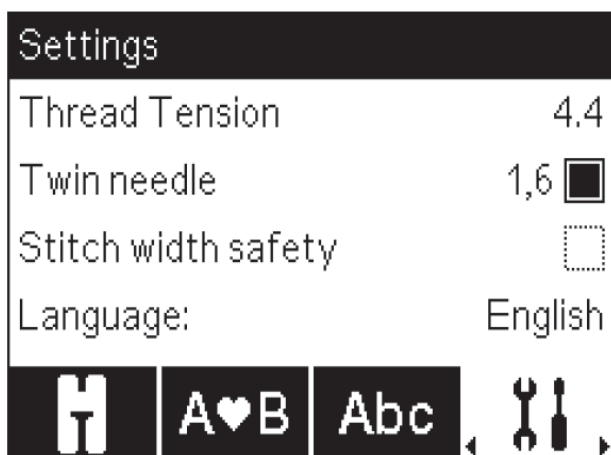 Settings
Thread Tension 4.4
Twin needle 1,6
Stitch width safety
Language: English
A♥B Abc